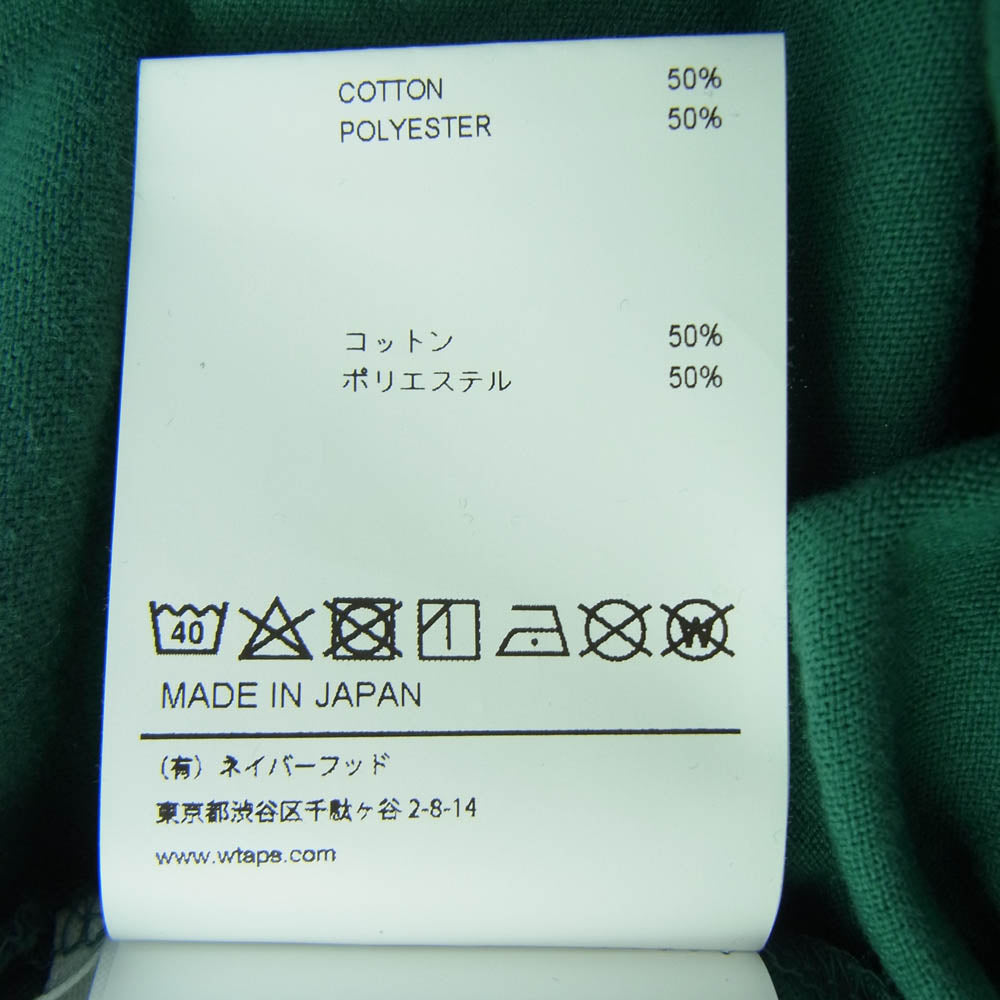 COTTON 50%
POLYESTER 50%
コットン 50%
ポリエステル 50%
40 W
MADE IN JAPAN
(有) ネイバーフッド
東京都渋谷区千駄ヶ谷 2-8-14
www.wtaps.com